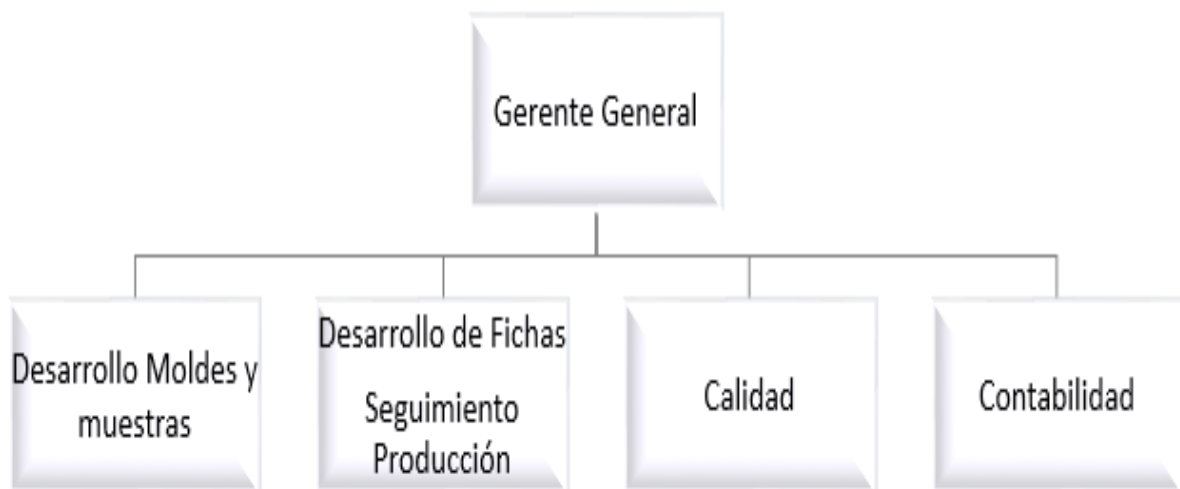 Gerente General
Desarrollo Moldes y
muestras
Desarrollo de Fichas
Seguimiento
Producción
Calidad
Contabilidad